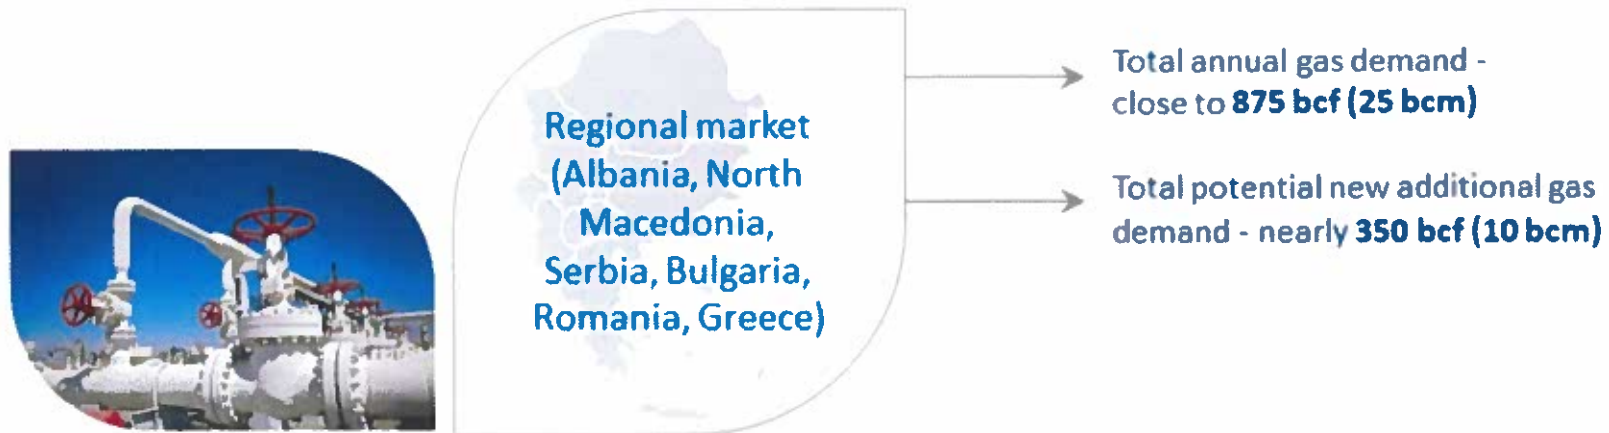 Regional market
(Albania, North
Macedonia,
Serbia, Bulgaria,
Romania, Greece)
Total annual gas demand -
close to 875 bcf (25 bcm)
Total potential new additional gas
demand - nearly 350 bcf (10 bcm)